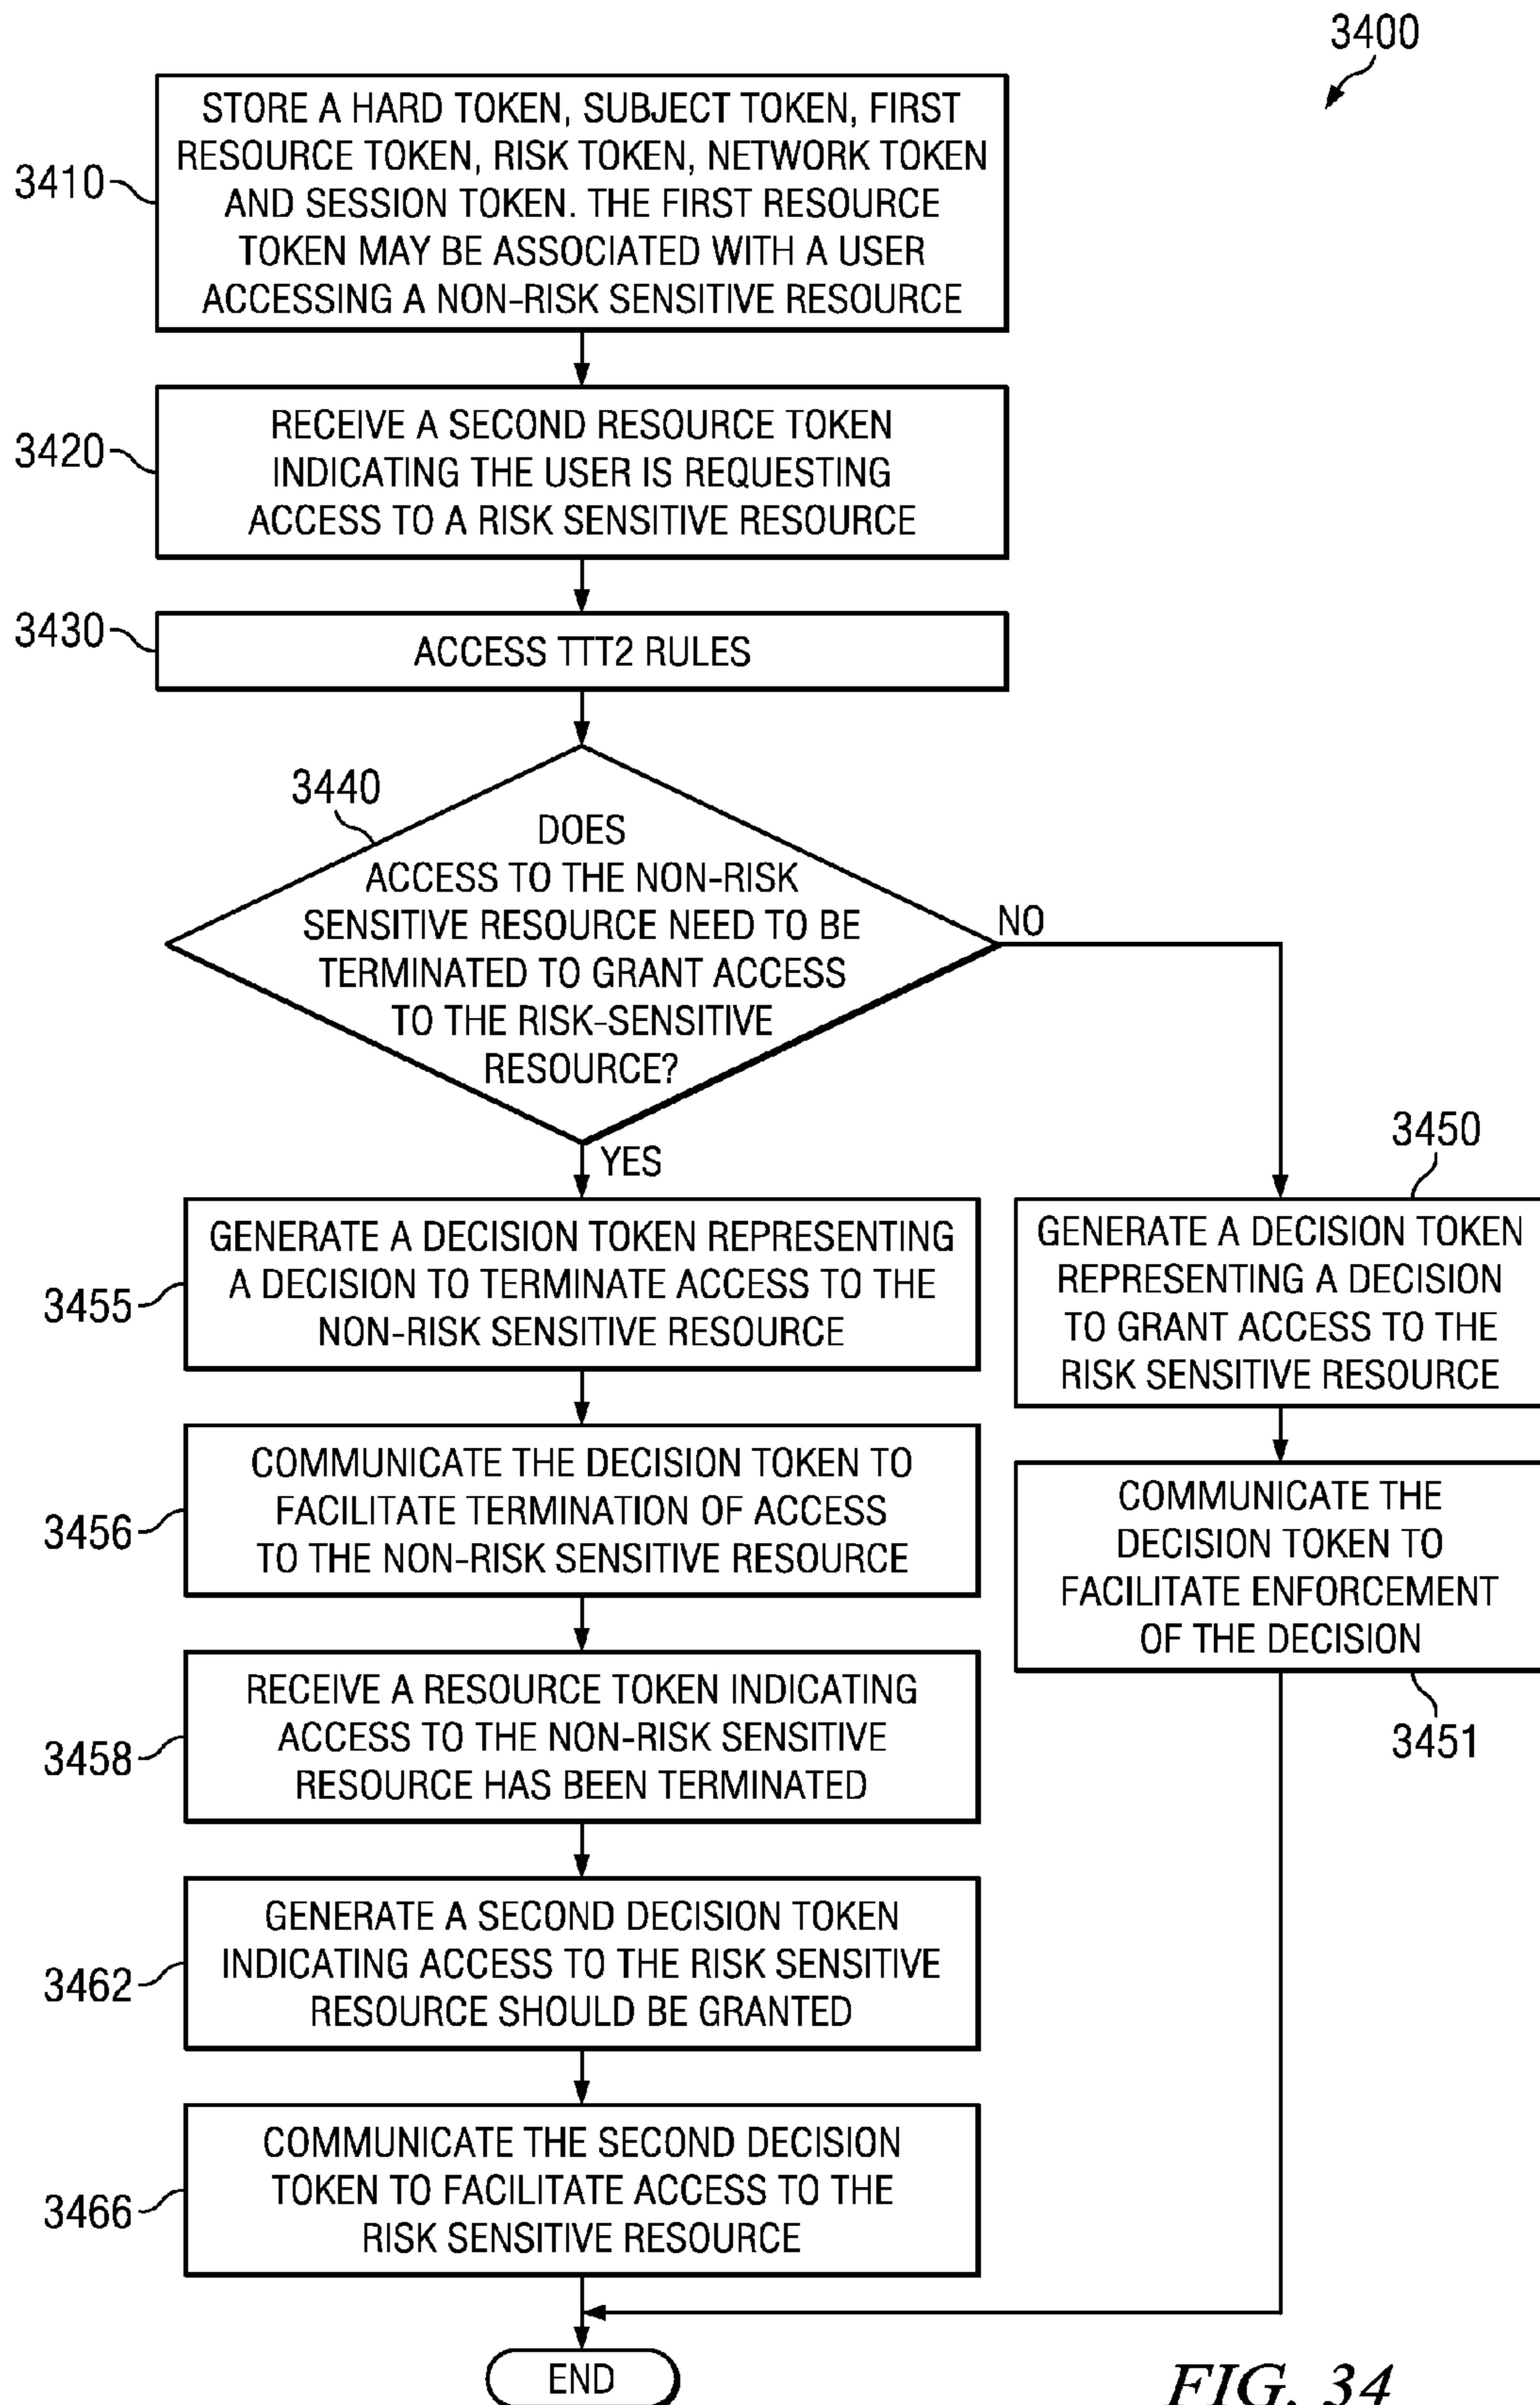 3400
STORE A HARD TOKEN, SUBJECT TOKEN, FIRST
RESOURCE TOKEN, RISK TOKEN, NETWORK TOKEN
AND SESSION TOKEN. THE FIRST RESOURCE
TOKEN MAY BE ASSOCIATED WITH A USER
ACCESSING A NON-RISK SENSITIVE RESOURCE
3410
RECEIVE A SECOND RESOURCE TOKEN
INDICATING THE USER IS REQUESTING
ACCESS TO A RISK SENSITIVE RESOURCE
3420
3430
ACCESS TTT2 RULES
3440
DOES
ACCESS TO THE NON-RISK
SENSITIVE RESOURCE NEED TO BE
TERMINATED TO GRANT ACCESS
TO THE RISK-SENSITIVE
RESOURCE?
NO
YES
3455
GENERATE A DECISION TOKEN REPRESENTING
A DECISION TO TERMINATE ACCESS TO THE
NON-RISK SENSITIVE RESOURCE
3450
GENERATE A DECISION TOKEN
REPRESENTING A DECISION
TO GRANT ACCESS TO THE
RISK SENSITIVE RESOURCE
3456
COMMUNICATE THE DECISION TOKEN TO
FACILITATE TERMINATION OF ACCESS
TO THE NON-RISK SENSITIVE RESOURCE
COMMUNICATE THE
DECISION TOKEN TO
FACILITATE ENFORCEMENT
OF THE DECISION
3451
3458
RECEIVE A RESOURCE TOKEN INDICATING
ACCESS TO THE NON-RISK SENSITIVE
RESOURCE HAS BEEN TERMINATED
3462
GENERATE A SECOND DECISION TOKEN
INDICATING ACCESS TO THE RISK SENSITIVE
RESOURCE SHOULD BE GRANTED
3466
COMMUNICATE THE SECOND DECISION
TOKEN TO FACILITATE ACCESS TO THE
RISK SENSITIVE RESOURCE
END
FIG. 34